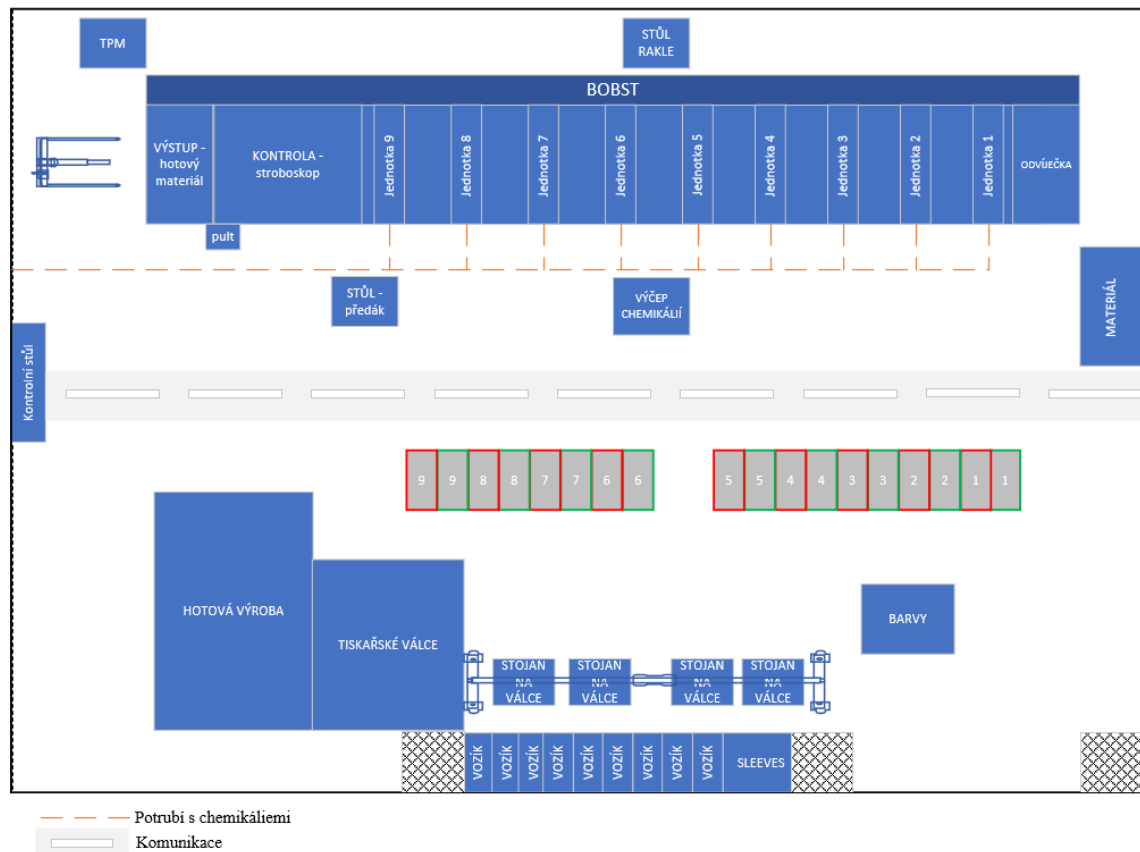 TPM
STŮL
RAKLE
BOBST
VÝSTUP -
hotový
materiál
KONTROLA -
stroboskop
Jednotka 9
Jednotka 8
Jednotka 7
Jednotka 6
Jednotka 5
Jednotka 4
Jednotka 3
Jednotka 2
Jednotka 1
ODVÍJEČKA
pult
STŮL -
předák
VÝČEP
CHEMIKÁLIÍ
MATERIÁL
Kontrolní stůl
9 9 8 8 7 7 6 6
5 5 4 4 3 3 2 2 1 1
HOTOVÁ VÝROBA
TISKAŘSKÉ VÁLCE
BARVY
STOJAN
NA
VÁLCE
STOJAN
NA
VÁLCE
STOJAN
NA
VÁLCE
STOJAN
NA
VÁLCE
VOZÍK
VOZÍK
VOZÍK
VOZÍK
VOZÍK
VOZÍK
VOZÍK
VOZÍK
VOZÍK
SLEEVES
Potrubí s chemikáliemi
Komunikace